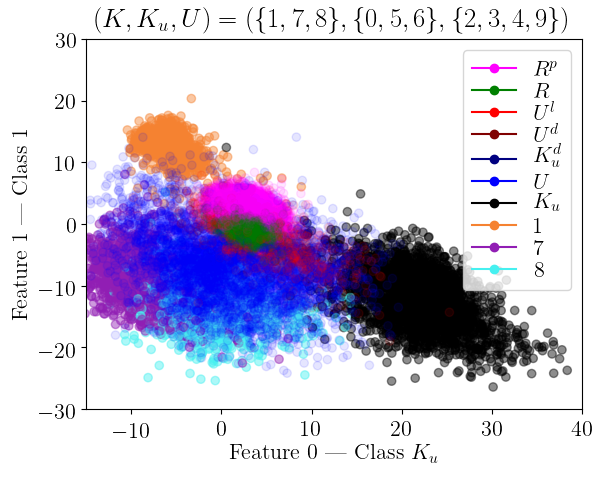 (K, K_u, U) = ({1, 7, 8}, {0, 5, 6}, {2, 3, 4, 9})
30
20
10
0
−10
−20
−30
Feature 1 — Class 1
R^p
R
U^l
U^d
K_u^d
U
K_u
1
7
8
−10
0
10
20
30
40
Feature 0 — Class K_u